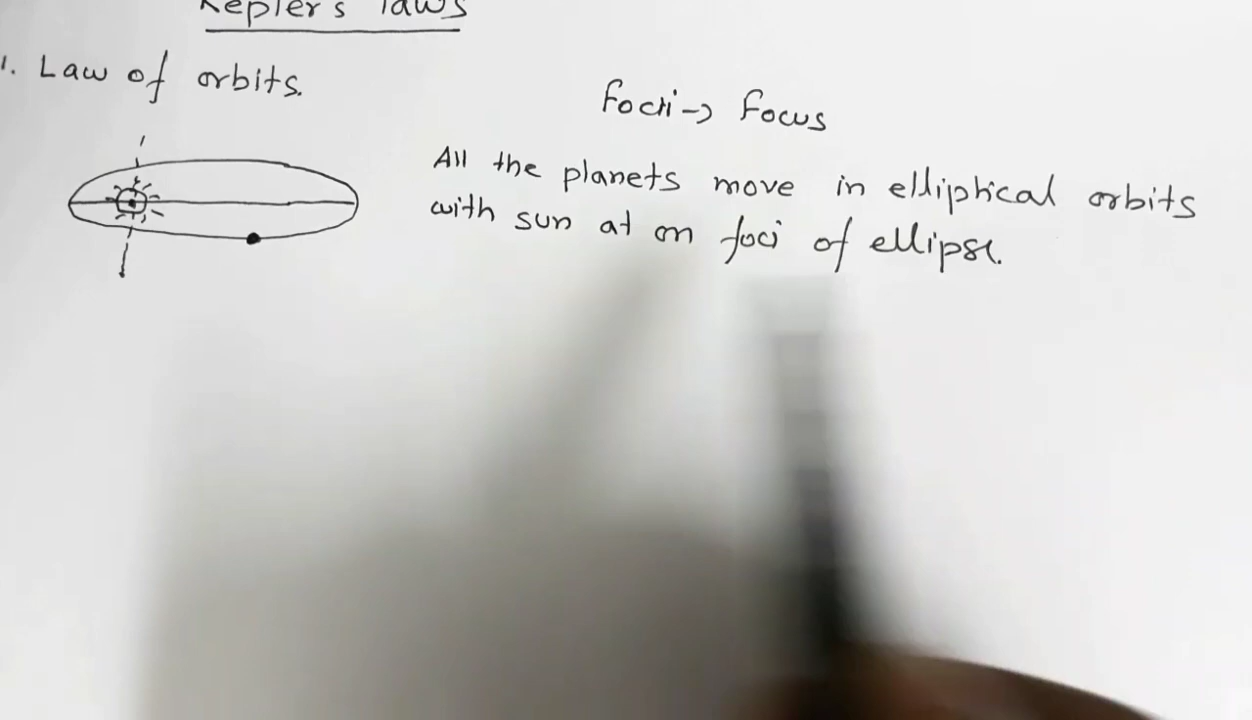 Kepler's laws
1. Law of orbits.
focii → focus
All the planets move in elliptical orbits
with sun at on foci of ellipse.